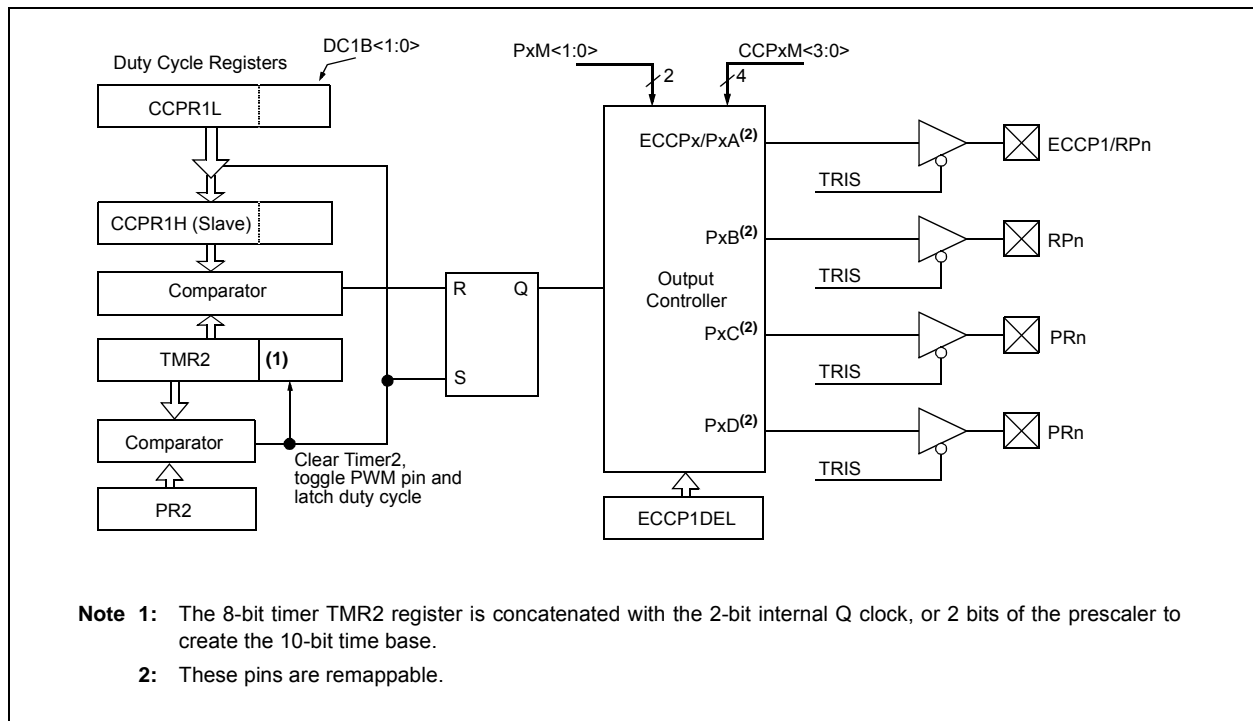 DC1B<1:0>
Duty Cycle Registers
CCPR1L
CCPR1H (Slave)
Comparator
TMR2
(1)
Comparator
PR2
Clear Timer2,
toggle PWM pin and
latch duty cycle
R
Q
S
PxM<1:0>
2
CCPxM<3:0>
4
Output
Controller
ECCPx/PxA(2)
TRIS
ECCP1/RPn
PxB(2)
TRIS
RPn
PxC(2)
TRIS
PRn
PxD(2)
TRIS
PRn
ECCP1DEL
Note 1: The 8-bit timer TMR2 register is concatenated with the 2-bit internal Q clock, or 2 bits of the prescaler to
create the 10-bit time base.
2: These pins are remappable.